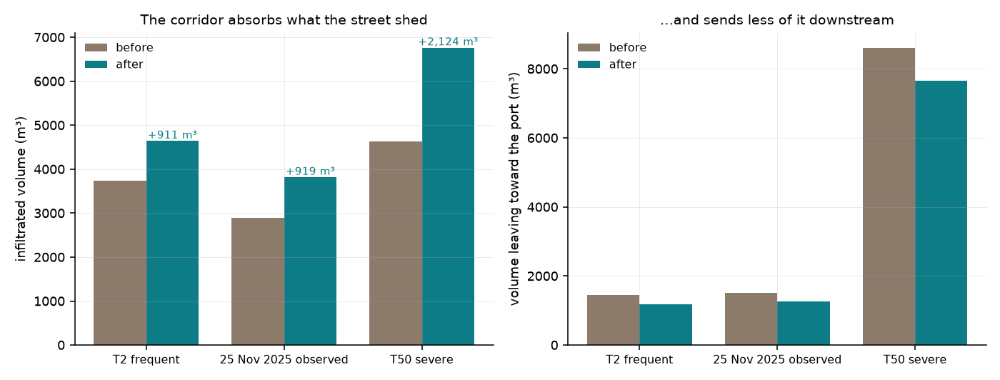 The corridor absorbs what the street shed
before
after
+911 m³
+919 m³
+2,124 m³
infiltrated volume (m³)
7000
6000
5000
4000
3000
2000
1000
0
T2 frequent
25 Nov 2025 observed
T50 severe
...and sends less of it downstream
before
after
volume leaving toward the port (m³)
8000
6000
4000
2000
0
T2 frequent
25 Nov 2025 observed
T50 severe